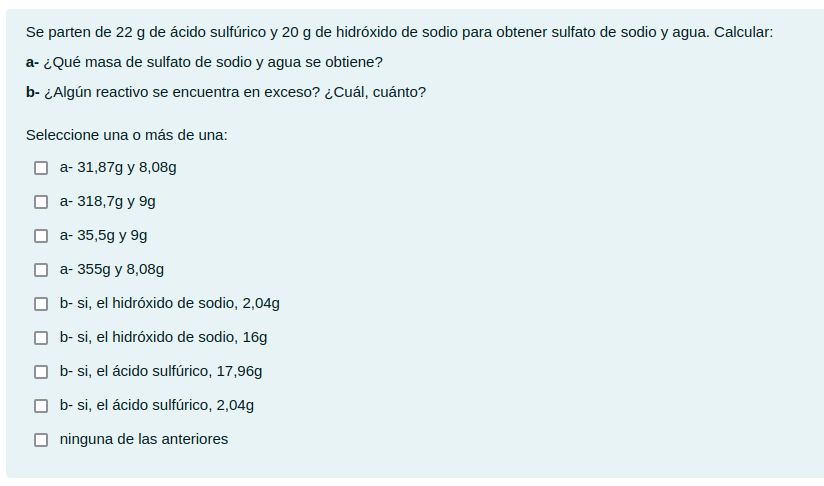 Se parten de 22 g de ácido sulfúrico y 20 g de hidróxido de sodio para obtener sulfato de sodio y agua. Calcular:
a- ¿Qué masa de sulfato de sodio y agua se obtiene?
b- ¿Algún reactivo se encuentra en exceso? ¿Cuál, cuánto?
Seleccione una o más de una:
a- 31,87g y 8,08g
a- 318,7g y 9g
a- 35,5g y 9g
a- 355g y 8,08g
b- si, el hidróxido de sodio, 2,04g
b- si, el hidróxido de sodio, 16g
b- si, el ácido sulfúrico, 17,96g
b- si, el ácido sulfúrico, 2,04g
ninguna de las anteriores